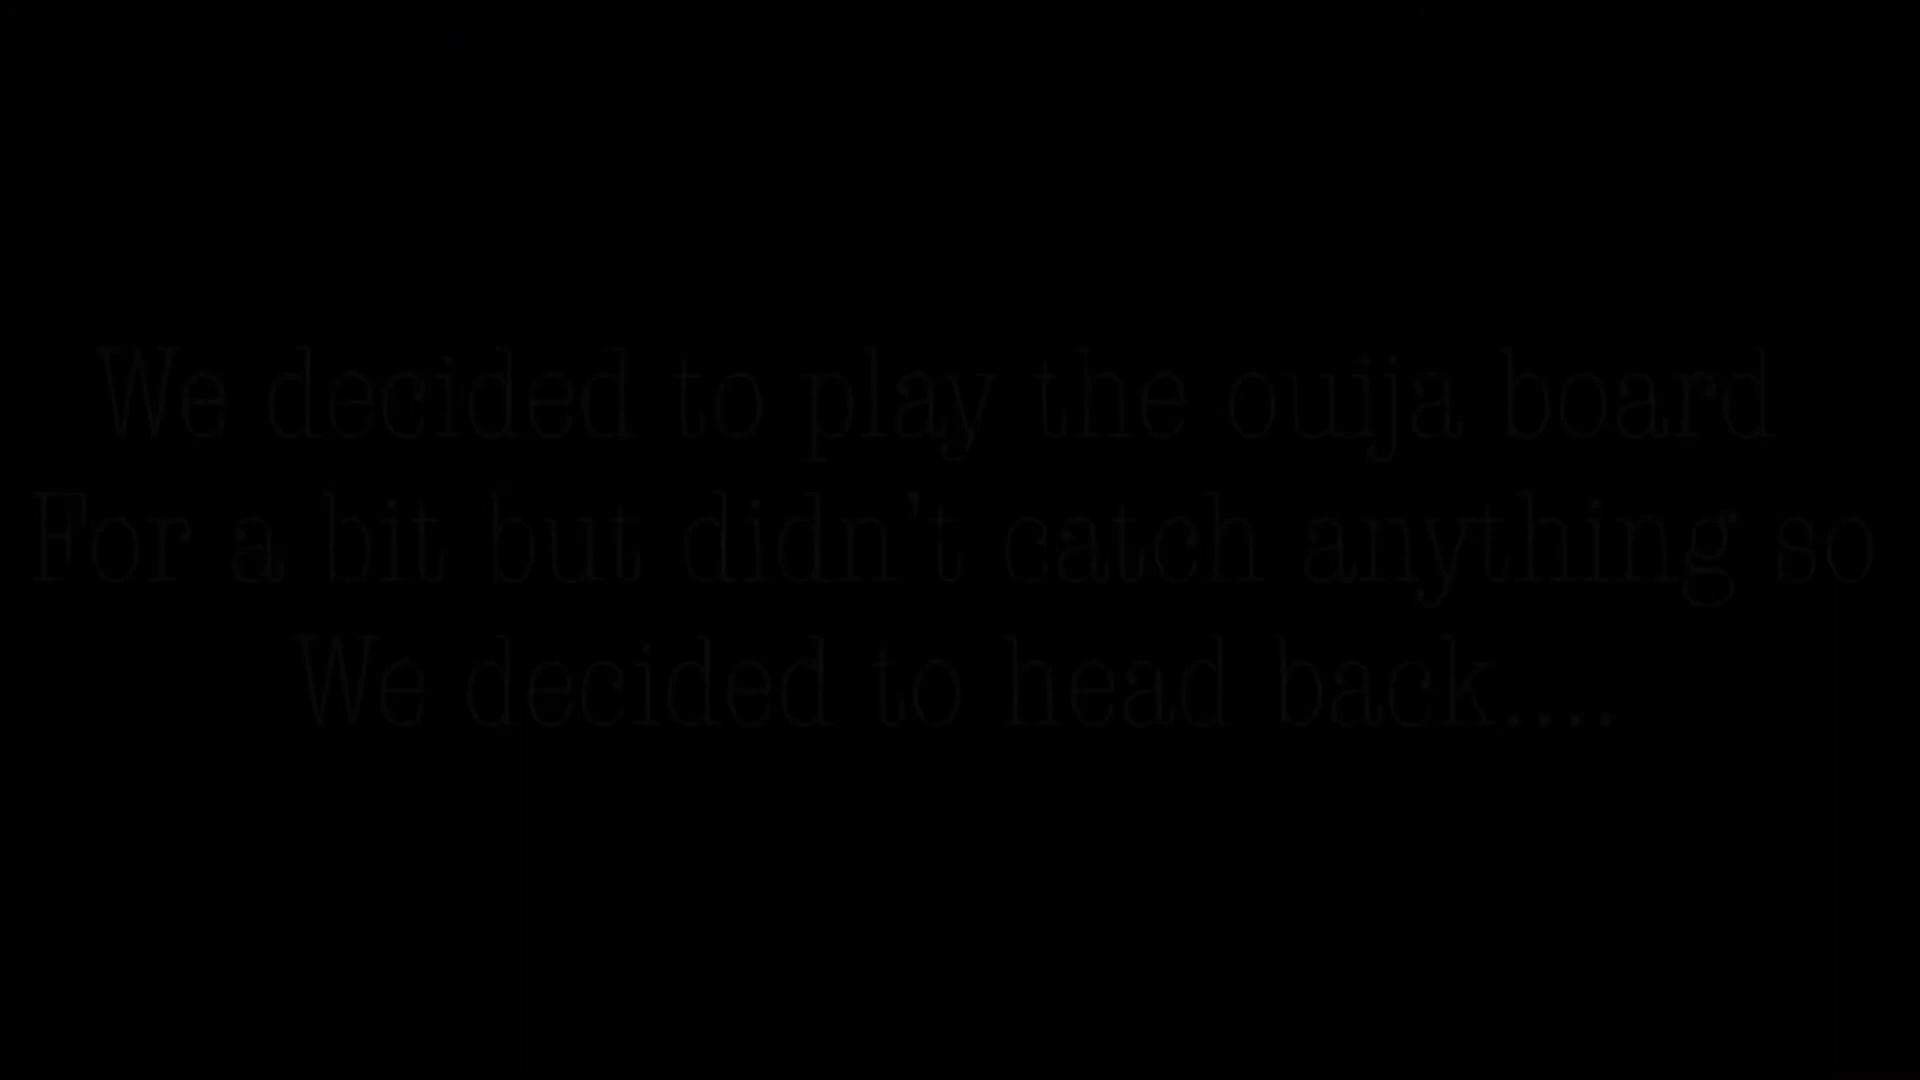 We decided to play the ouija board
For a bit but didn't catch anything so
We decided to head back....